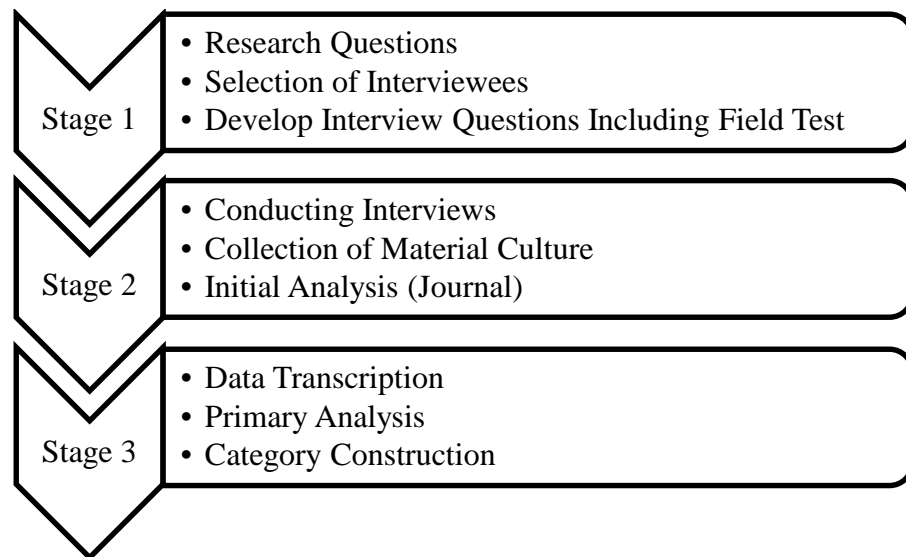 Stage 1
• Research Questions
• Selection of Interviewees
• Develop Interview Questions Including Field Test
Stage 2
• Conducting Interviews
• Collection of Material Culture
• Initial Analysis (Journal)
Stage 3
• Data Transcription
• Primary Analysis
• Category Construction